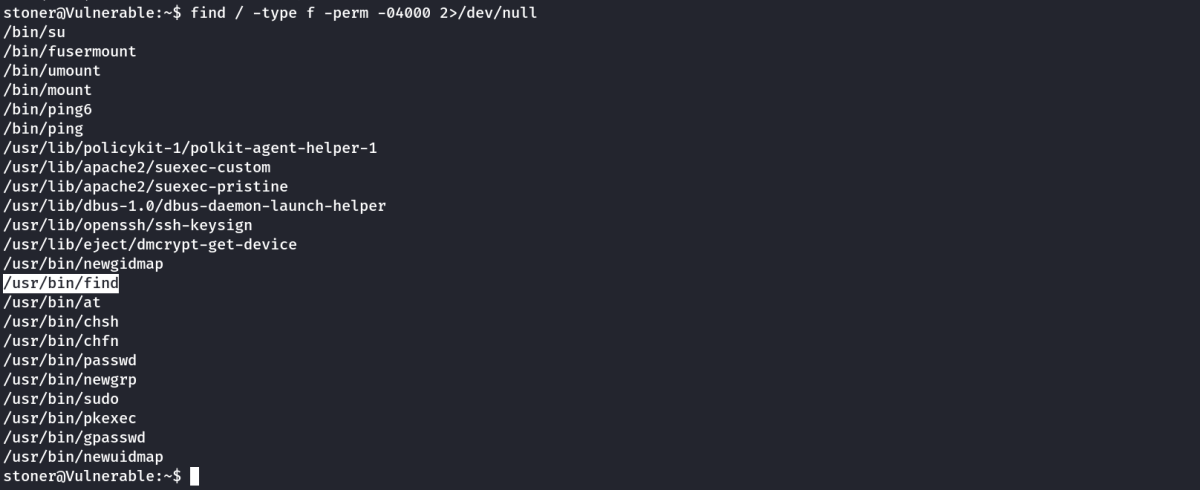 stoner@Vulnerable:~$ find / -type f -perm -04000 2>/dev/null
/bin/su
/bin/fusermount
/bin/umount
/bin/mount
/bin/ping6
/bin/ping
/usr/lib/policykit-1/polkit-agent-helper-1
/usr/lib/apache2/suexec-custom
/usr/lib/apache2/suexec-pristine
/usr/lib/dbus-1.0/dbus-daemon-launch-helper
/usr/lib/openssh/ssh-keysign
/usr/lib/eject/dmcrypt-get-device
/usr/bin/newgidmap
/usr/bin/find
/usr/bin/at
/usr/bin/chsh
/usr/bin/chfn
/usr/bin/passwd
/usr/bin/newgrp
/usr/bin/sudo
/usr/bin/pkexec
/usr/bin/gpasswd
/usr/bin/newuidmap
stoner@Vulnerable:~$